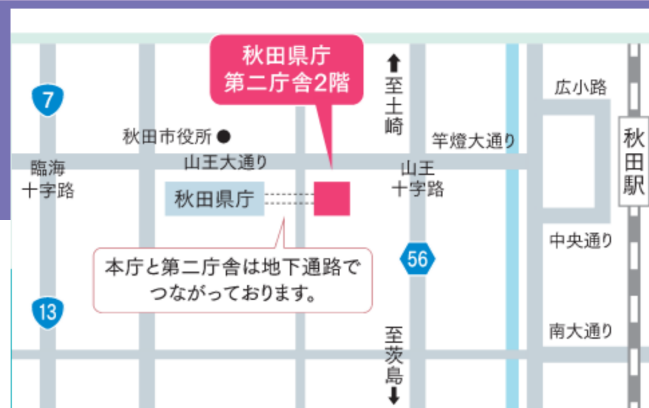 秋田県庁
第二庁舎2階
至土崎
広小路
7
秋田市役所
竿燈大通り
秋田駅
山王大通り
臨海
十字路
山王
十字路
秋田県庁
中央通り
本庁と第二庁舎は地下通路で
つながっております。
56
13
至茨島
南大通り